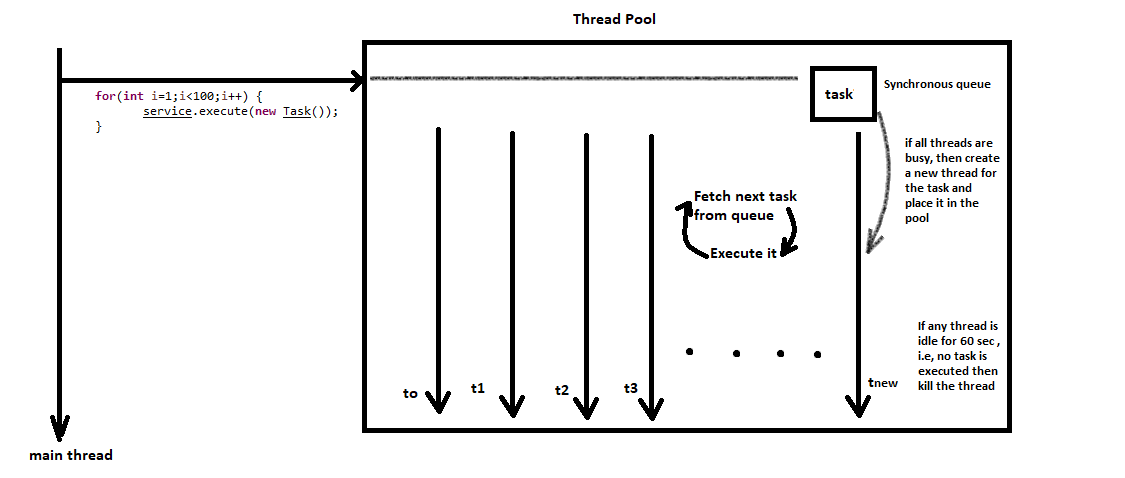 Thread Pool
for(int i=1;i<100;i++) {
service.execute(new Task());
}
task
Synchronous queue
if all threads are
busy, then create
a new thread for
the task and
place it in the
pool
Fetch next task
from queue
Execute it
If any thread is
idle for 60 sec ,
i.e, no task is
executed then
kill the thread
to
t1
t2
t3
tnew
main thread